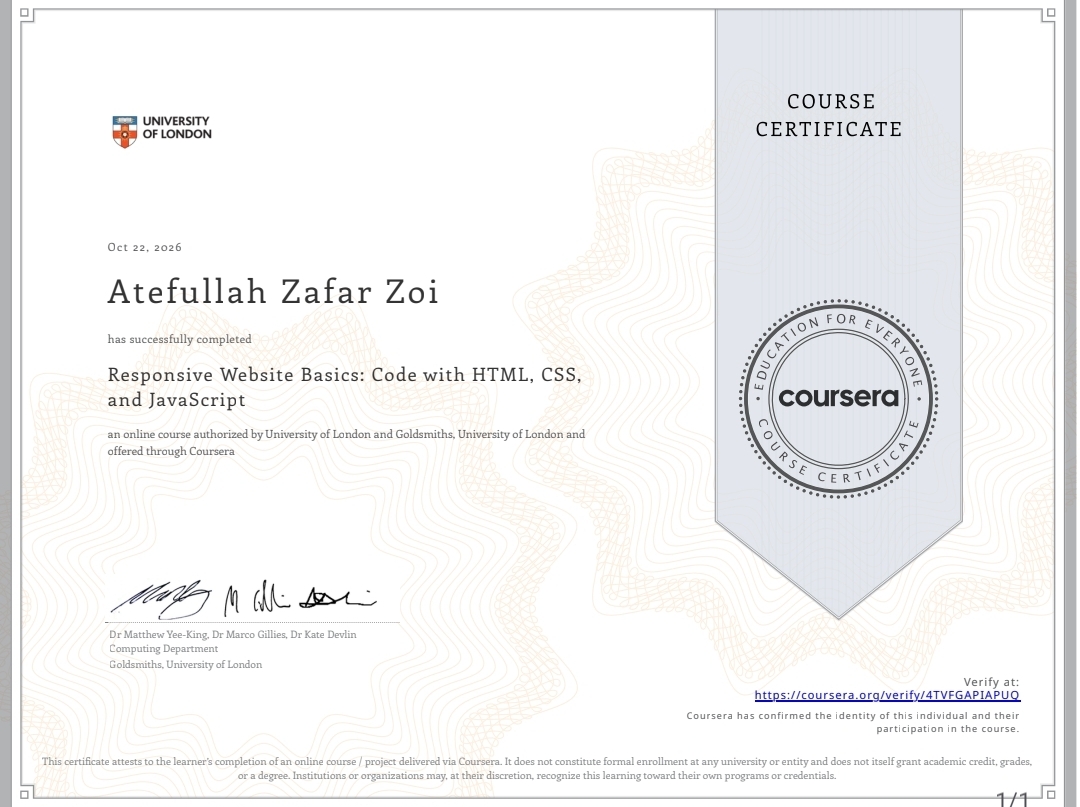 UNIVERSITY
OF LONDON
COURSE
CERTIFICATE
Oct 22, 2026
Atefullah Zafar Zoi
has successfully completed
Responsive Website Basics: Code with HTML, CSS,
and JavaScript
an online course authorized by University of London and Goldsmiths, University of London and
offered through Coursera
EDUCATION FOR EVERYONE
coursera
COURSE CERTIFICATE
Dr Matthew Yee-King, Dr Marco Gillies, Dr Kate Devlin
Computing Department
Goldsmiths, University of London
Verify at:
https://coursera.org/verify/4TVFGAPIAPUQ
Coursera has confirmed the identity of this individual and their
participation in the course.
This certificate attests to the learner's completion of an online course / project delivered via Coursera. It does not constitute formal enrollment at any university or entity and does not itself grant academic credit, grades,
or a degree. Institutions or organizations may, at their discretion, recognize this learning toward their own programs or credentials.
1/1